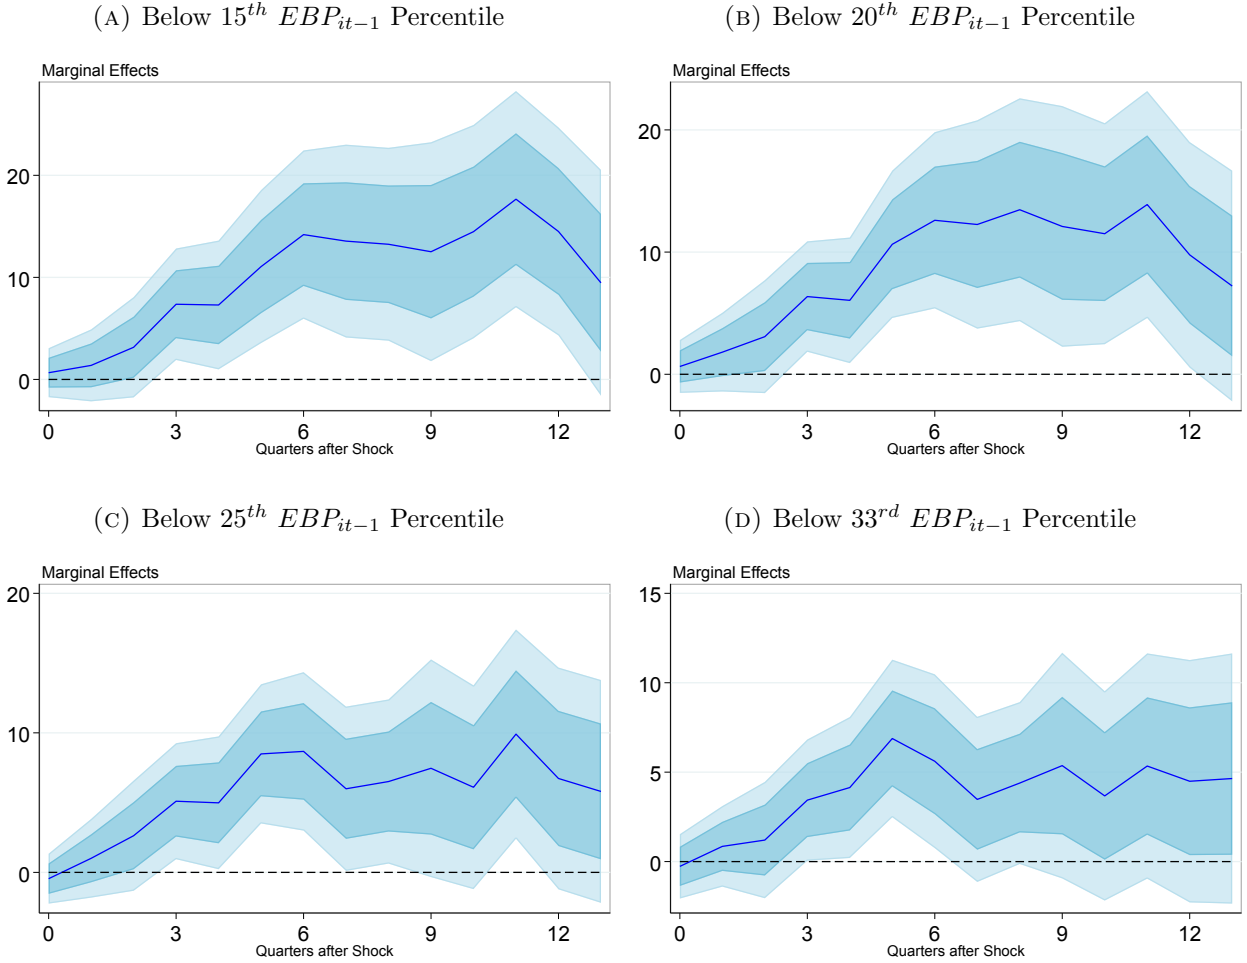 (A) Below 15th EBPit−1 Percentile
Marginal Effects
20
10
0
0 3 6 9 12
Quarters after Shock
(B) Below 20th EBPit−1 Percentile
Marginal Effects
20
10
0
0 3 6 9 12
Quarters after Shock
(C) Below 25th EBPit−1 Percentile
Marginal Effects
20
10
0
0 3 6 9 12
Quarters after Shock
(D) Below 33rd EBPit−1 Percentile
Marginal Effects
15
10
5
0
0 3 6 9 12
Quarters after Shock